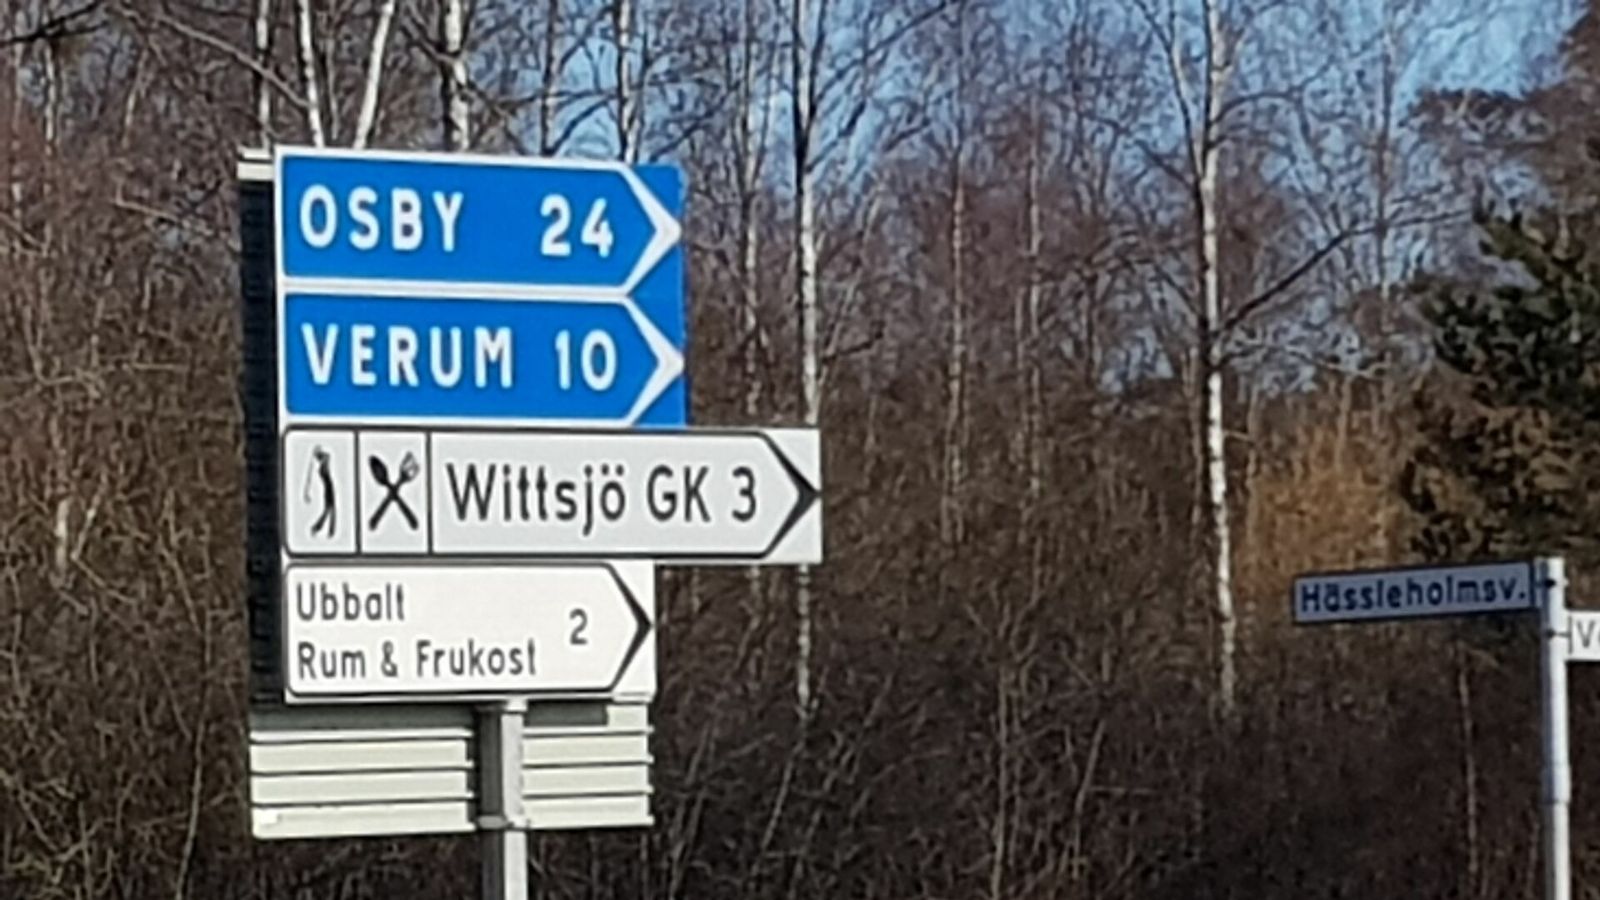 OSBY 24
VERUM 10
Wittsjö GK 3
Ubbalt
Rum & Frukost 2
Hässleholmsv.